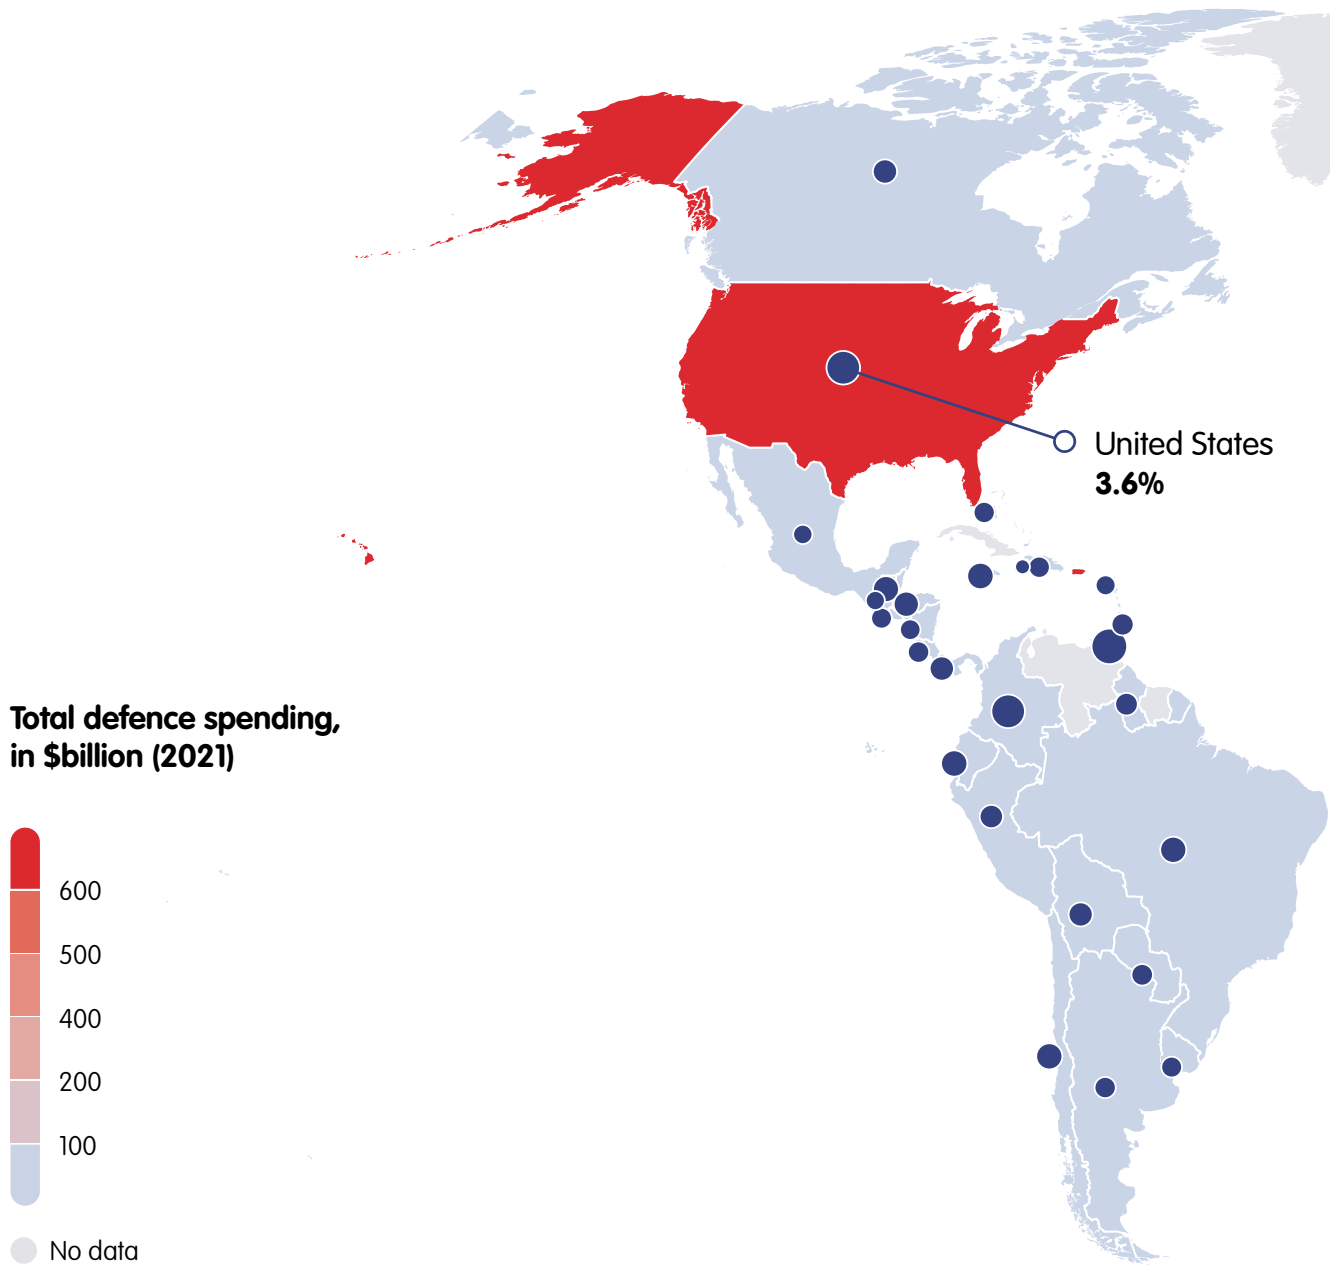 United States
3.6%
Total defence spending,
in $billion (2021)
600
500
400
200
100
No data